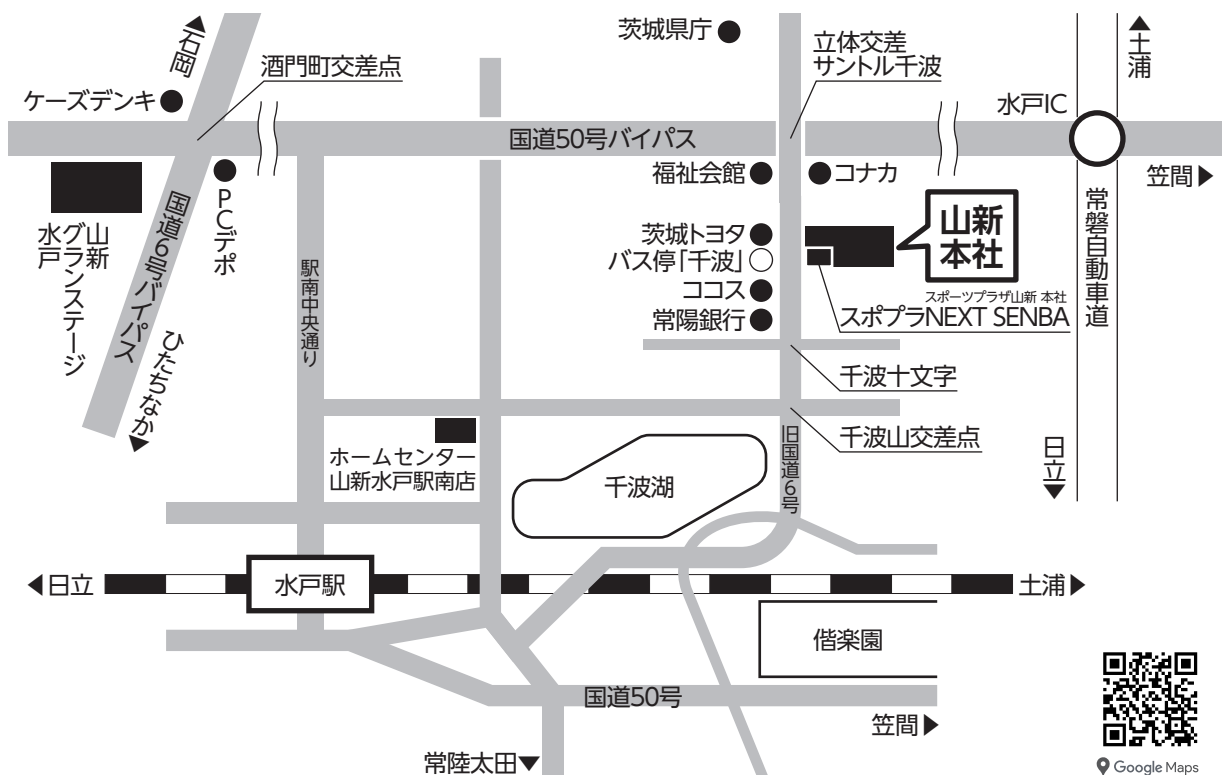 ▲石岡
酒門町交差点
茨城県庁
立体交差
サントル千波
▲土浦
ケーズデンキ
水戸IC
国道50号バイパス
笠間▶
福祉会館
コナカ
PCデポ
山新
グランステージ
水戸
国道6号バイパス
ひたちなか▼
駅南中央通り
茨城トヨタ
バス停「千波」
ココス
常陽銀行
山新
本社
スポーツプラザ山新 本社
スポプラNEXT SENBA
常磐自動車道
千波十文字
千波山交差点
旧国道6号
日立▼
ホームセンター
山新水戸駅南店
千波湖
◀日立
水戸駅
土浦▶
偕楽園
国道50号
笠間▶
常陸太田▼
Google Maps